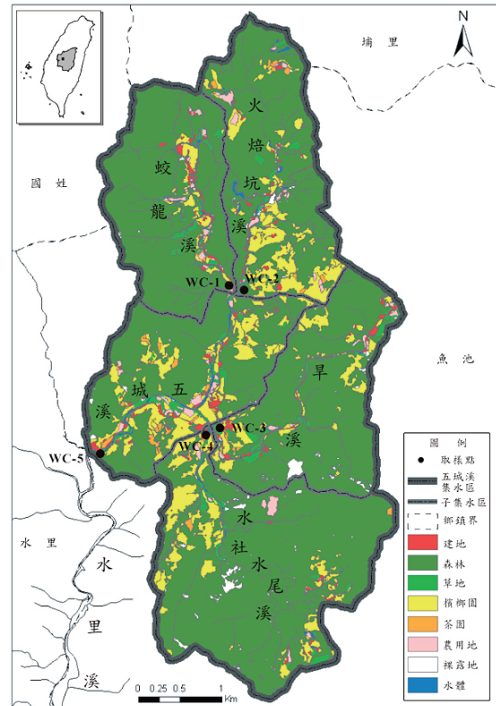 N
埔里
火焙坑溪
蛟龍溪
國姓
WC-1
WC-2
魚池
五城溪
旱溪
WC-3
WC-4
WC-5
水社水尾溪
水里
水里溪
圖 例
取樣點
五城溪
集水區
子集水區
鄉鎮界
建地
森林
草地
檳榔園
茶園
農用地
裸露地
水體
0 0.25 0.5 1
Km